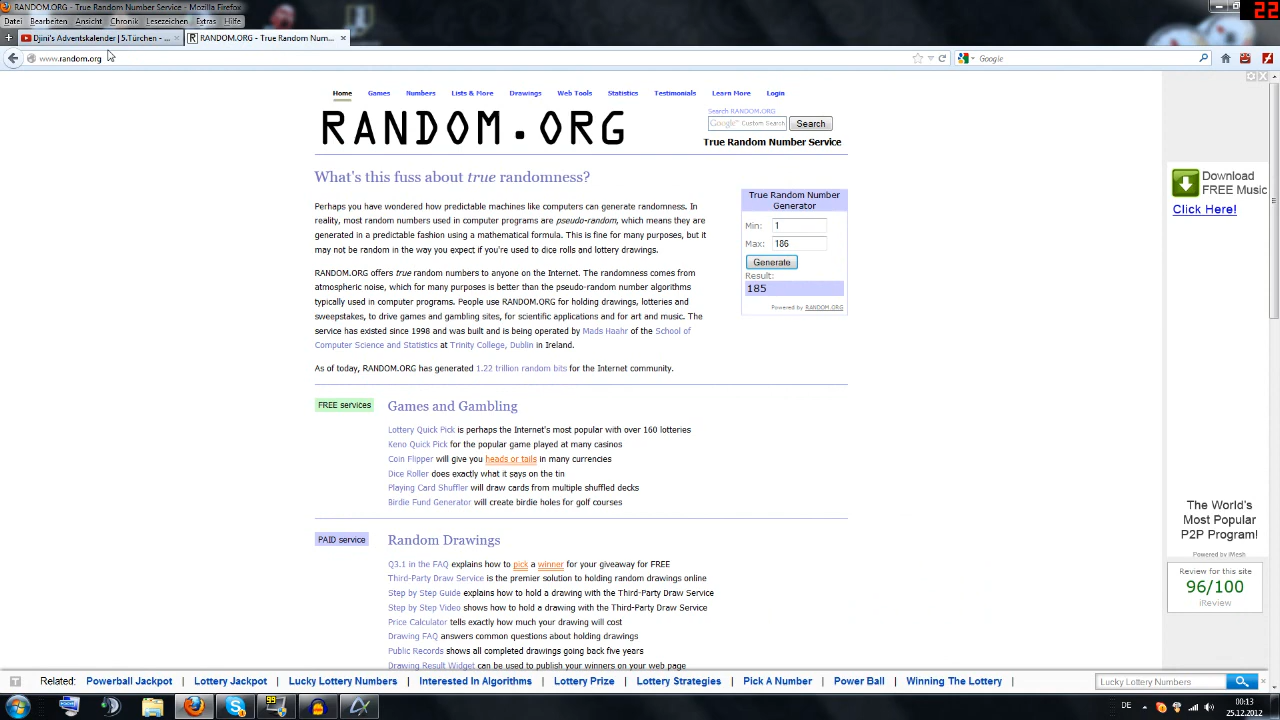 RANDOM.ORG - True Random Number Service - Mozilla Firefox
22
Datei Bearbeiten Ansicht Chronik Lesezeichen Extras Hilfe
Djini's Adventskalender | 5.Türchen - ...
RANDOM.ORG - True Random Num...
www.random.org
Google
Home Games Numbers Lists & More Drawings Web Tools Statistics Testimonials Learn More Login
Search RANDOM.ORG
Google™ Custom Search
Search
RANDOM.ORG
True Random Number Service
What's this fuss about true randomness?
Perhaps you have wondered how predictable machines like computers can generate randomness. In
reality, most random numbers used in computer programs are pseudo-random, which means they are
generated in a predictable fashion using a mathematical formula. This is fine for many purposes, but it
may not be random in the way you expect if you're used to dice rolls and lottery drawings.
RANDOM.ORG offers true random numbers to anyone on the Internet. The randomness comes from
atmospheric noise, which for many purposes is better than the pseudo-random number algorithms
typically used in computer programs. People use RANDOM.ORG for holding drawings, lotteries and
sweepstakes, to drive games and gambling sites, for scientific applications and for art and music. The
service has existed since 1998 and was built and is being operated by Mads Haahr of the School of
Computer Science and Statistics at Trinity College, Dublin in Ireland.
As of today, RANDOM.ORG has generated 1.22 trillion random bits for the Internet community.
True Random Number
Generator
Min: 1
Max: 186
Generate
Result:
185
Powered by RANDOM.ORG
FREE services
Games and Gambling
Lottery Quick Pick is perhaps the Internet's most popular with over 160 lotteries
Keno Quick Pick for the popular game played at many casinos
Coin Flipper will give you heads or tails in many currencies
Dice Roller does exactly what it says on the tin
Playing Card Shuffler will draw cards from multiple shuffled decks
Birdie Fund Generator will create birdie holes for golf courses
PAID service
Random Drawings
Q3.1 in the FAQ explains how to pick a winner for your giveaway for FREE
Third-Party Draw Service is the premier solution to holding random drawings online
Step by Step Guide explains how to hold a drawing with the Third-Party Draw Service
Step by Step Video shows how to hold a drawing with the Third-Party Draw Service
Price Calculator tells exactly how much your drawing will cost
Drawing FAQ answers common questions about holding drawings
Public Records shows all completed drawings going back five years
Drawing Result Widget can be used to publish your winners on your web page
Download
FREE Music
Click Here!
The World's
Most Popular
P2P Program!
Powered by iMesh
Review for this site
96/100
iReview
Related: Powerball Jackpot Lottery Jackpot Lucky Lottery Numbers Interested In Algorithms Lottery Prize Lottery Strategies Pick A Number Power Ball Winning The Lottery
Lucky Lottery Numbers
DE
00:13
25.12.2012